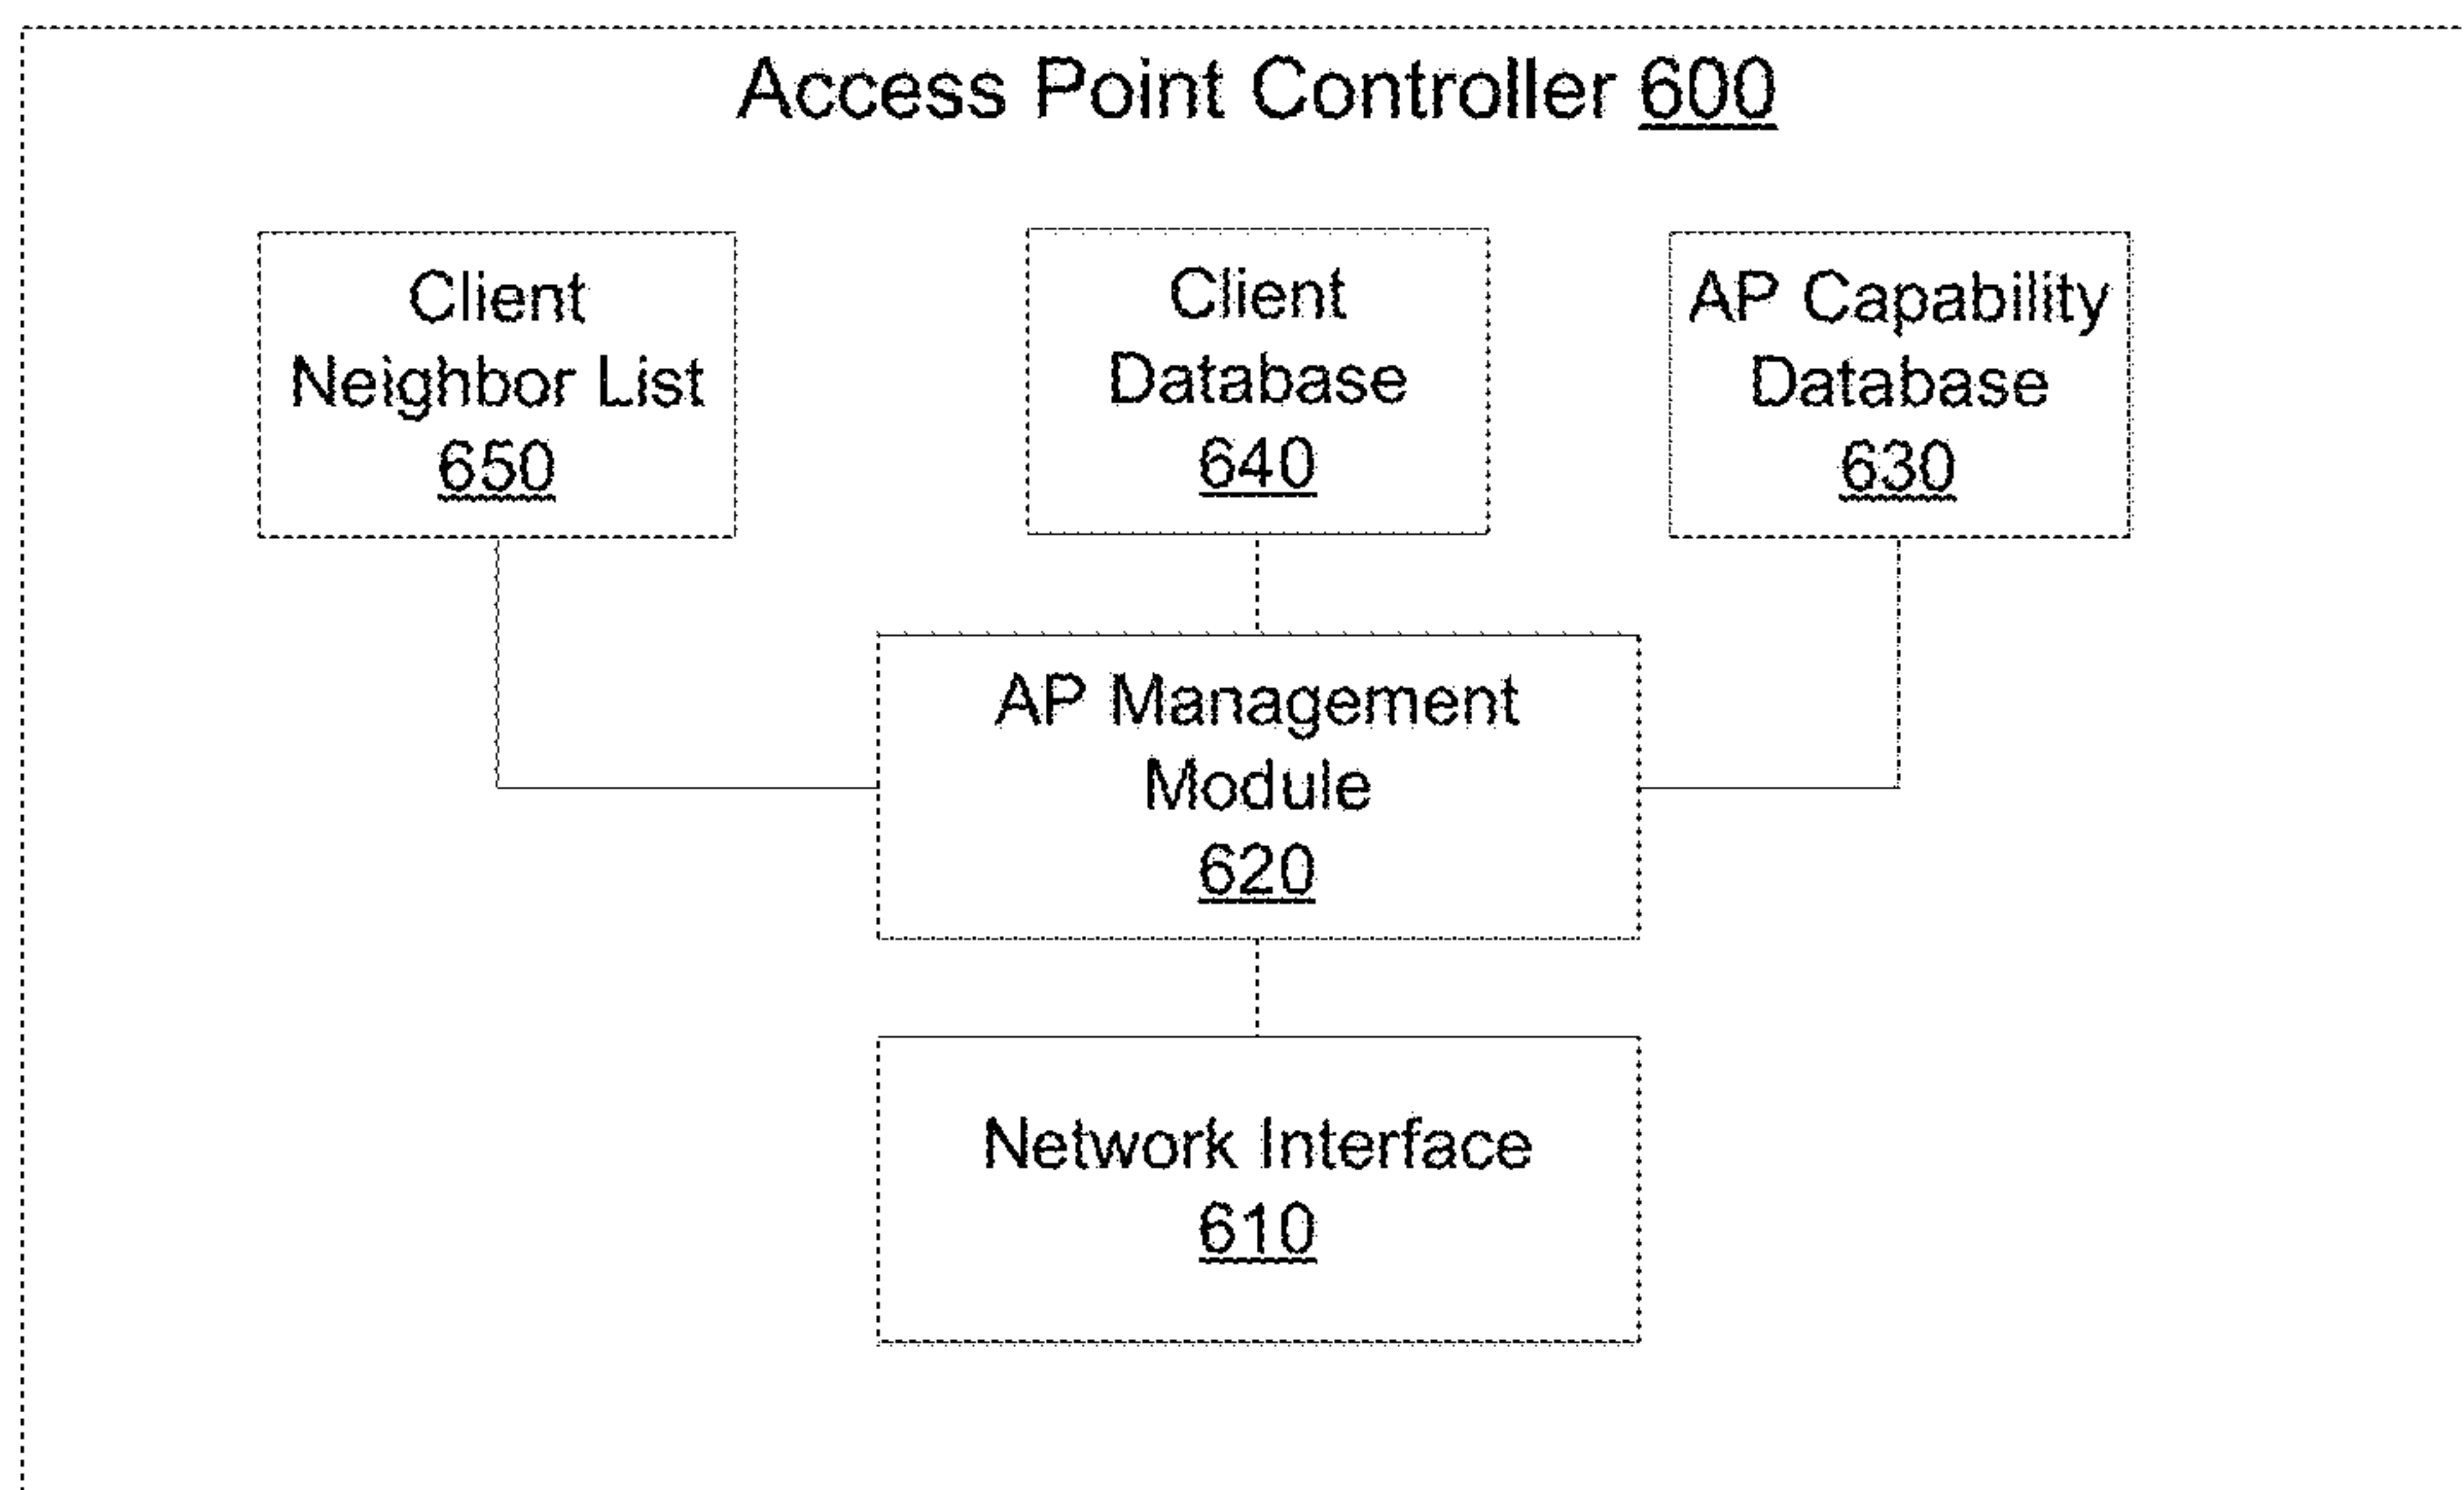 Access Point Controller 600
Client
Neighbor List
650
Client
Database
640
AP Capability
Database
630
AP Management
Module
620
Network Interface
610